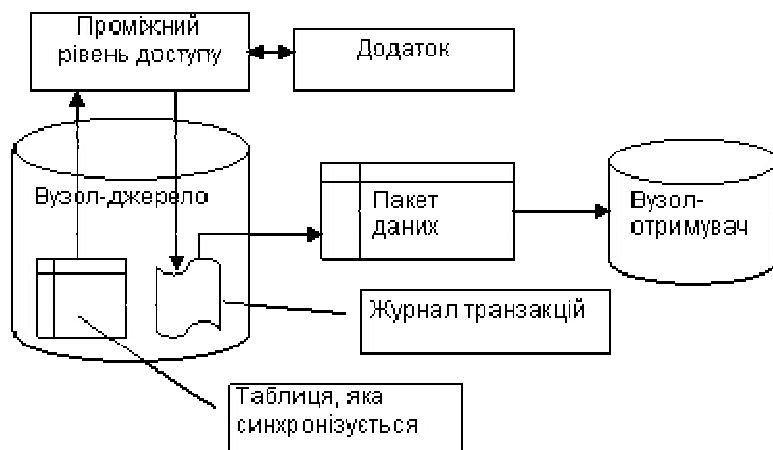 Проміжний
рівень доступу
Додаток
Вузол-джерело
Пакет
даних
Вузол-
отримувач
Журнал транзакцій
Таблиця, яка
синхронізується